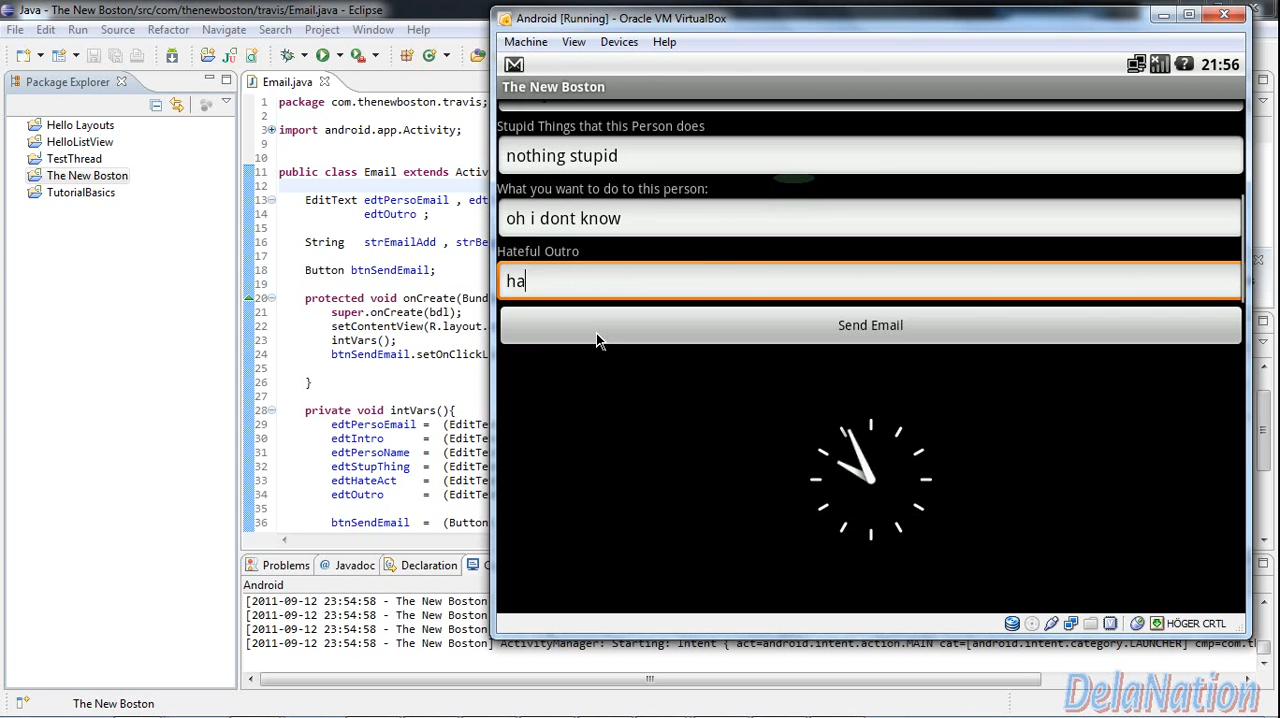 Java - The New Boston/src/com/thenewboston/travis/Email.java - Eclipse
File Edit Run Source Refactor Navigate Search Project Window Help
Package Explorer
Hello Layouts
HelloListView
TestThread
The New Boston
TutorialBasics
Email.java
1 package com.thenewboston.travis;
2
3 import android.app.Activity;
10
11 public class Email extends Activ
12
13 EditText edtPersoEmail , edt
14 edtOutro ;
15
16 String strEmailAdd , strBe
17
18 Button btnSendEmail;
19
20 protected void onCreate(Bund
21 super.onCreate(bdl);
22 setContentView(R.layout.
23 intVars();
24 btnSendEmail.setOnClickL
25
26 }
27
28 private void intVars(){
29 edtPersoEmail = (EditTe
30 edtIntro = (EditTe
31 edtPersoName = (EditTe
32 edtStupThing = (EditTe
33 edtHateAct = (EditTe
34 edtOutro = (EditTe
35
36 btnSendEmail = (Button
Problems Javadoc Declaration
Android
[2011-09-12 23:54:58 - The New Boston]
[2011-09-12 23:54:58 - The New Boston]
[2011-09-12 23:54:58 - The New Boston]
[2011-09-12 23:54:58 - The New Boston] ActivityManager: Starting: Intent { act=android.intent.action.MAIN cat=[android.intent.category.LAUNCHER] cmp=com.t
The New Boston
Android [Running] - Oracle VM VirtualBox
Machine View Devices Help
21:56
The New Boston
Stupid Things that this Person does
nothing stupid
What you want to do to this person:
oh i dont know
Hateful Outro
ha
Send Email
HÖGER CRTL
DelaNation